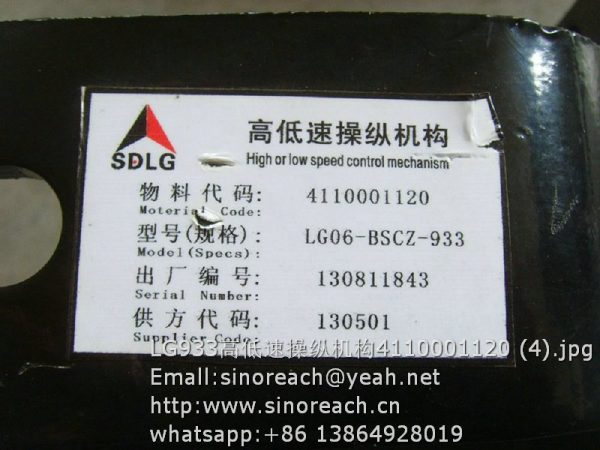 SDLG
高低速操纵机构
High or low speed control mechanism
物料代码: 4110001120
Moterial Code:
型号(规格): LG06-BSCZ-933
Model(Specs):
出厂编号: 130811843
Serial Number:
供方代码: 130501
Supplier Code:
LG933高低速操纵机构4110001120 (4).jpg
Email:sinoreach@yeah.net
http:www.sinoreach.cn
whatsapp:+86 13864928019